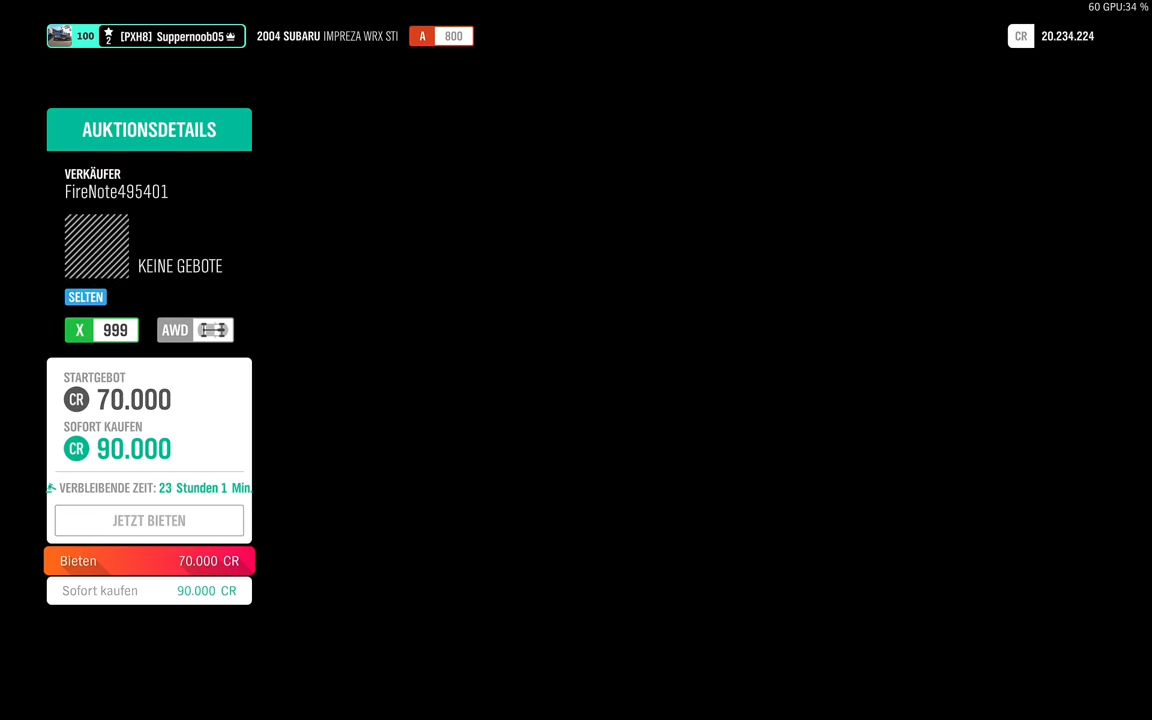 60 GPU:34 %
100 2 [PXH8] Suppernoob05 2004 SUBARU IMPREZA WRX STI A 800 CR 20.234.224
AUKTIONSDETAILS
VERKÄUFER
FireNote495401
KEINE GEBOTE
SELTEN
X 999 AWD
STARTGEBOT
CR 70.000
SOFORT KAUFEN
CR 90.000
VERBLEIBENDE ZEIT: 23 Stunden 1 Min.
JETZT BIETEN
Bieten 70.000 CR
Sofort kaufen 90.000 CR